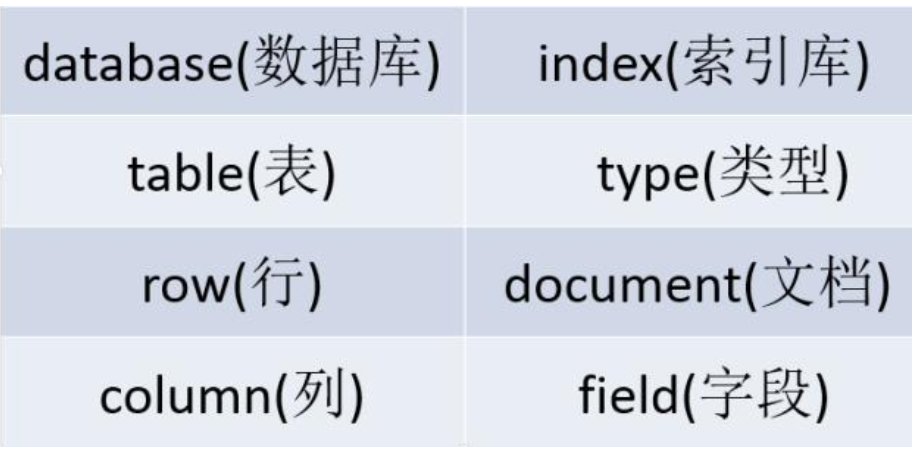 database(数据库) index(索引库)
table(表) type(类型)
row(行) document(文档)
column(列) field(字段)